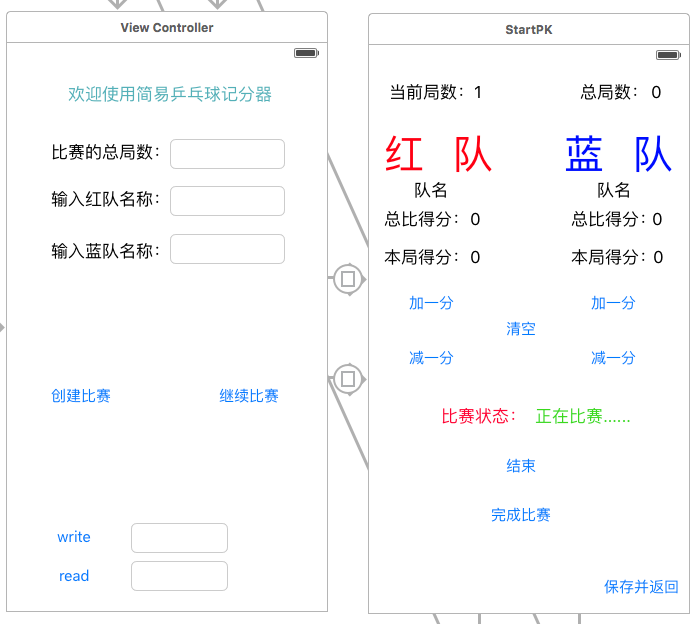 View Controller
欢迎使用简易乒乓球记分器
比赛的总局数：
输入红队名称：
输入蓝队名称：
创建比赛 继续比赛
write
read
StartPK
当前局数：1 总局数：0
红 队 蓝 队
队名 队名
总比得分：0 总比得分：0
本局得分：0 本局得分：0
加一分 加一分
清空
减一分 减一分
比赛状态： 正在比赛......
结束
完成比赛
保存并返回